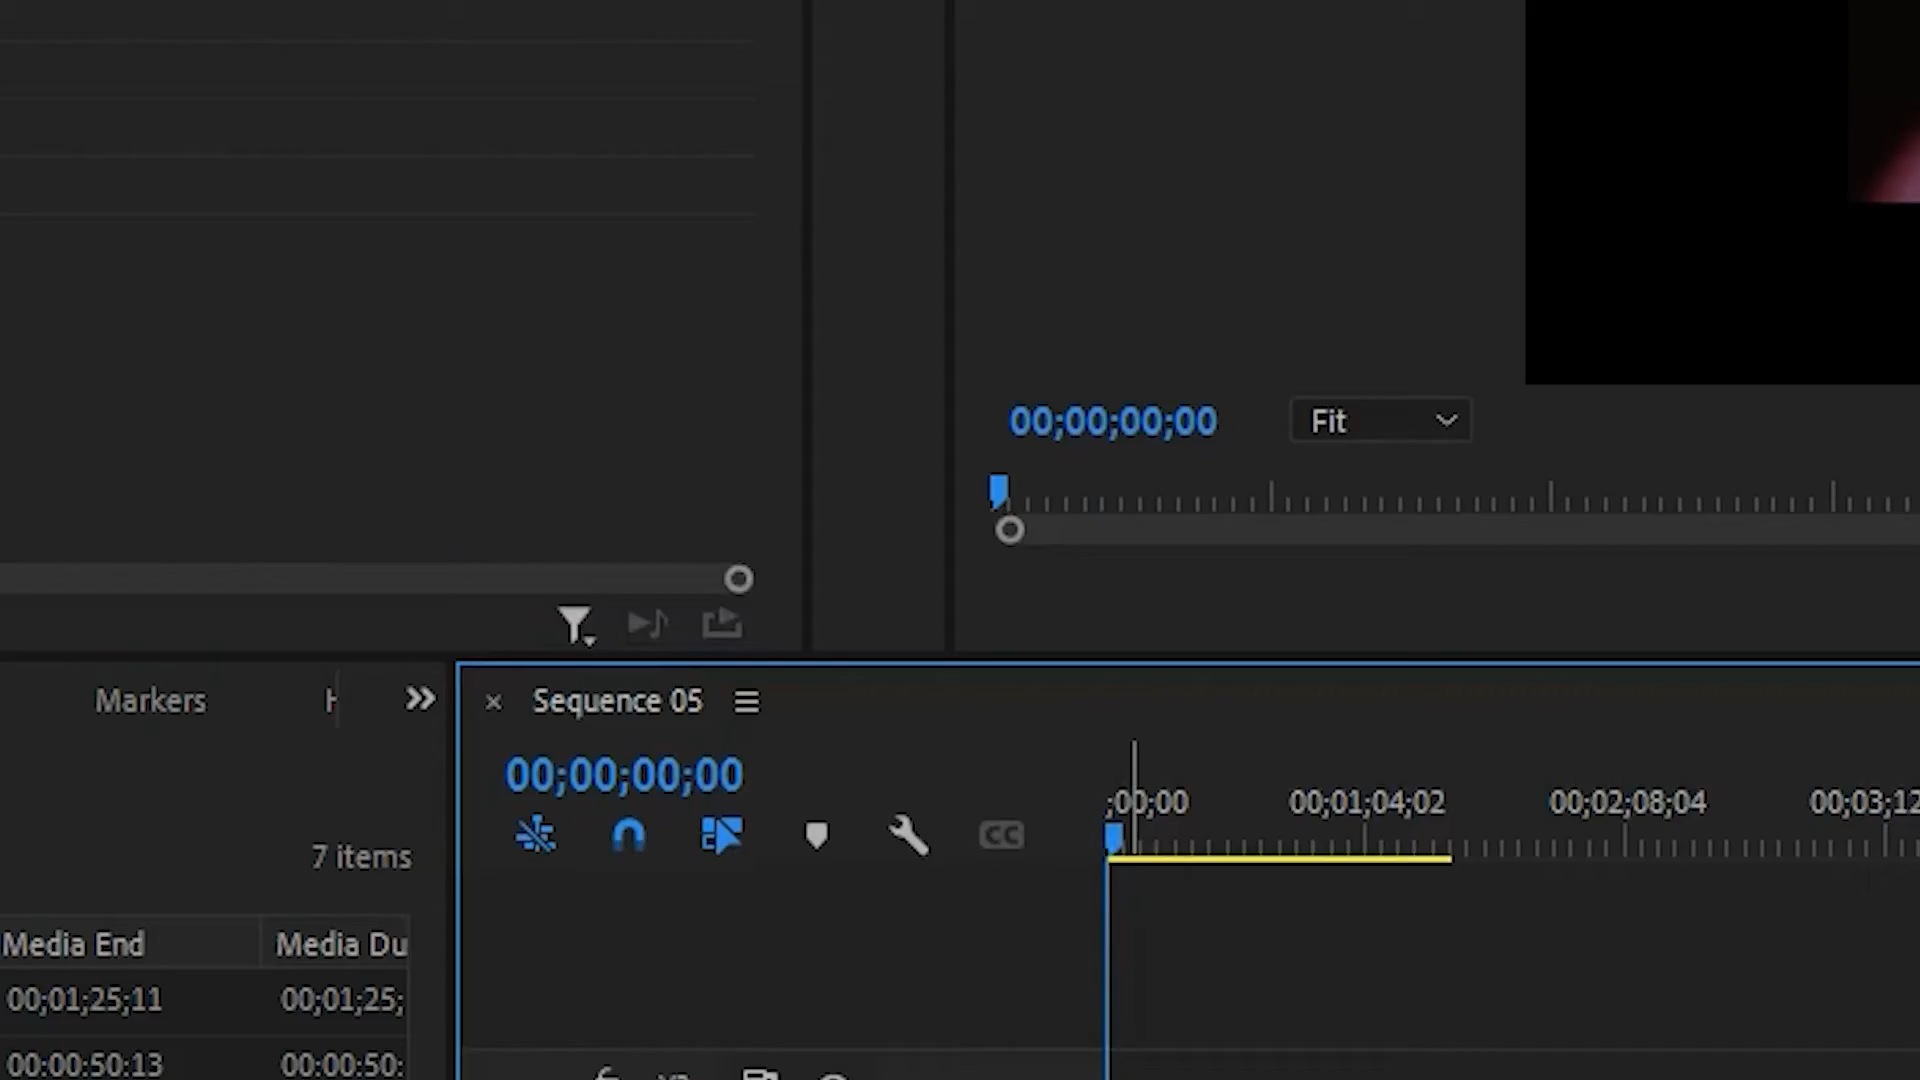 00;00;00;00
Fit
Markers
Sequence 05
00;00;00;00
;00;00 00;01;04;02 00;02;08;04 00;03;12
CC
7 items
Media End Media Du
00;01;25;11 00;01;25;
00:00:50:13 00:00:50: